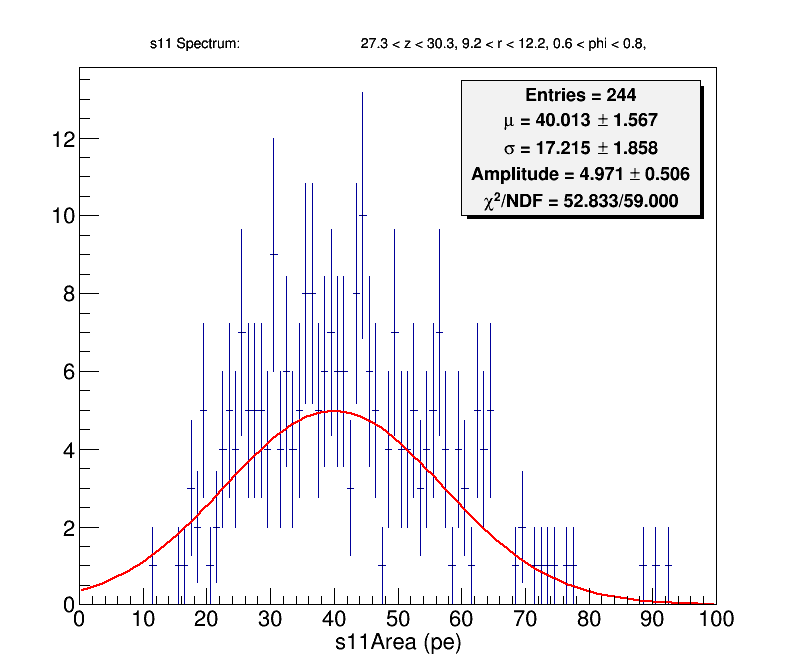 s11 Spectrum: 27.3 < z < 30.3, 9.2 < r < 12.2, 0.6 < phi < 0.8,
Entries = 244
μ = 40.013 ± 1.567
σ = 17.215 ± 1.858
Amplitude = 4.971 ± 0.506
χ²/NDF = 52.833/59.000
12
10
8
6
4
2
0
0 10 20 30 40 50 60 70 80 90 100
s11Area (pe)